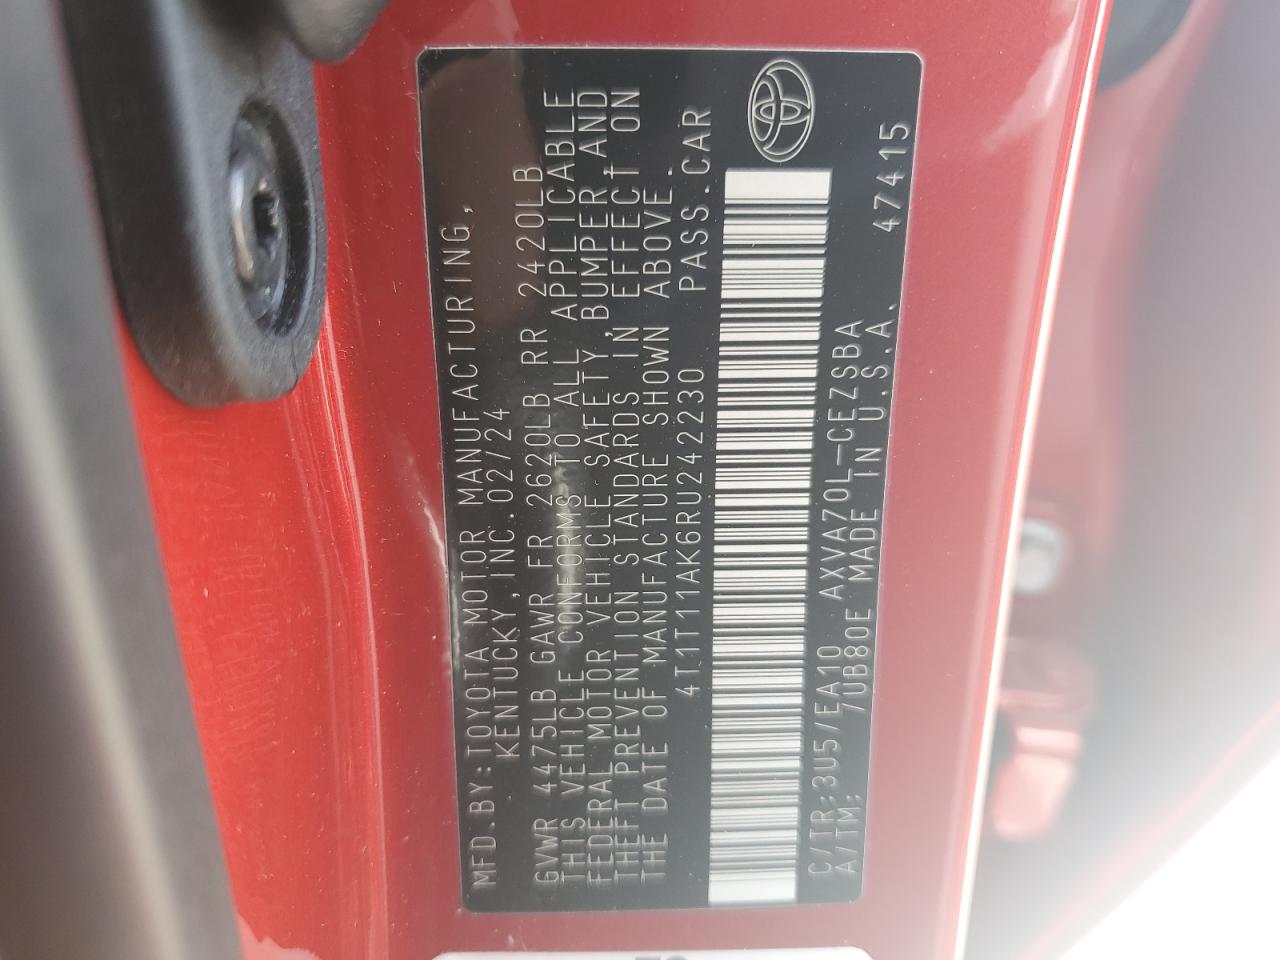 MFD.BY:TOYOTA MOTOR MANUFACTURING,
KENTUCKY,INC.02/24
GVWR 4475LB GAWR FR 2620LB RR 2420LB
THIS VEHICLE CONFORMS TO ALL APPLICABLE
FEDERAL MOTOR VEHICLE SAFETY,BUMPER,AND
THEFT PREVENTION STANDARDS IN EFFECT ON
THE DATE OF MANUFACTURE SHOWN ABOVE.
4T1T11AK6RU242230 PASS.CAR
C/TR:3U5/EA10 AXVA70L-CEZSBA
A/TM: /UB80E MADE IN U.S.A. 47415